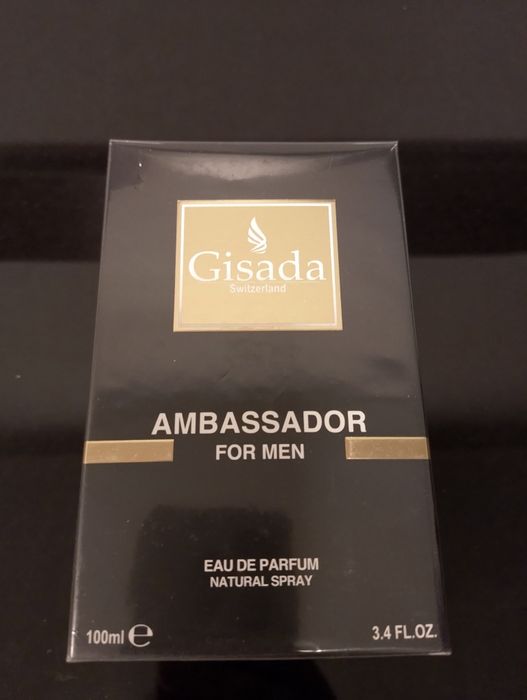 Gisada
Switzerland
AMBASSADOR
FOR MEN
EAU DE PARFUM
NATURAL SPRAY
100ml ℮ 3.4 FL.OZ.